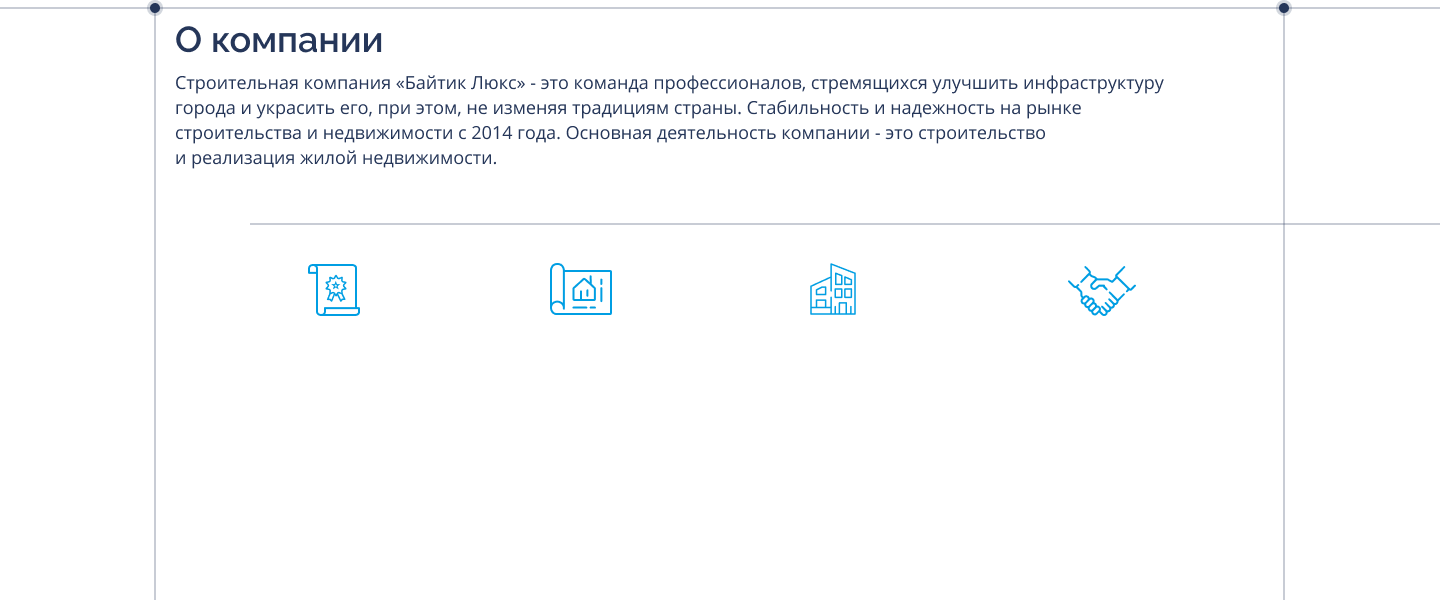 О компании
Строительная компания «Байтик Люкс» - это команда профессионалов, стремящихся улучшить инфраструктуру
города и украсить его, при этом, не изменяя традициям страны. Стабильность и надежность на рынке
строительства и недвижимости с 2014 года. Основная деятельность компании - это строительство
и реализация жилой недвижимости.